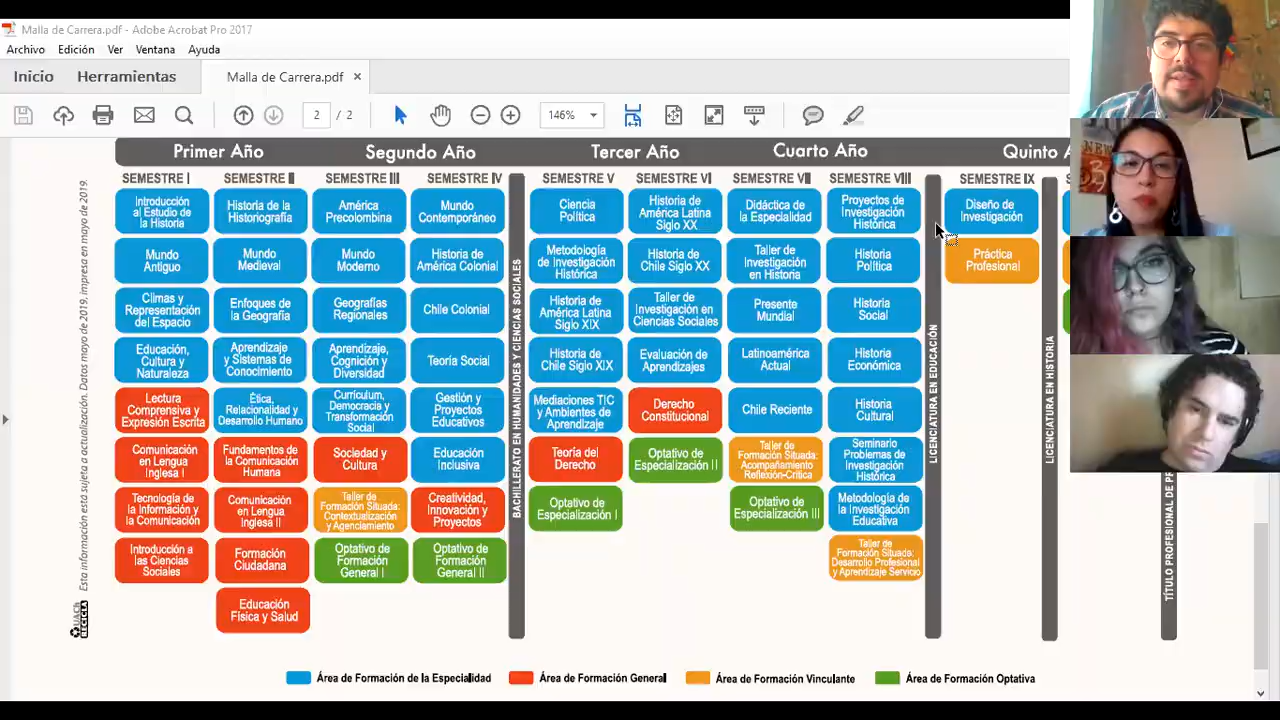 Malla de Carrera.pdf - Adobe Acrobat Pro 2017
Archivo Edición Ver Ventana Ayuda
Inicio Herramientas Malla de Carrera.pdf ×
2 / 2 146%
Primer Año Segundo Año Tercer Año Cuarto Año Quinto A
SEMESTRE I SEMESTRE II SEMESTRE III SEMESTRE IV SEMESTRE V SEMESTRE VI SEMESTRE VII SEMESTRE VIII SEMESTRE IX
Introducción
al Estudio de
la Historia
Mundo
Antiguo
Climas y
Representación
del Espacio
Educación,
Cultura y
Naturaleza
Lectura
Comprensiva y
Expresión Escrita
Comunicación
en Lengua
Inglesa I
Tecnología de
la Información y
la Comunicación
Introducción a
las Ciencias
Sociales
Historia de la
Historiografía
Mundo
Medieval
Enfoques de
la Geografía
Aprendizaje
y Sistemas de
Conocimiento
Ética,
Relacionalidad y
Desarrollo Humano
Fundamentos de
la Comunicación
Humana
Comunicación
en Lengua
Inglesa II
Formación
Ciudadana
Educación
Física y Salud
América
Precolombina
Mundo
Moderno
Geografías
Regionales
Aprendizaje,
Cognición y
Diversidad
Currículum,
Democracia y
Transformación
Social
Sociedad y
Cultura
Taller de
Formación Situada:
Contextualización
y Agenciamiento
Optativo de
Formación
General I
Mundo
Contemporáneo
Historia de
América Colonial
Chile Colonial
Teoría Social
Gestión y
Proyectos
Educativos
Educación
Inclusiva
Creatividad,
Innovación y
Proyectos
Optativo de
Formación
General II
BACHILLERATO EN HUMANIDADES Y CIENCIAS SOCIALES
Ciencia
Política
Metodología
de Investigación
Histórica
Historia de
América Latina
Siglo XIX
Historia de
Chile Siglo XIX
Mediaciones TIC
y Ambientes de
Aprendizaje
Teoría del
Derecho
Optativo de
Especialización I
Historia de
América Latina
Siglo XX
Historia de
Chile Siglo XX
Taller de
Investigación en
Ciencias Sociales
Evaluación de
Aprendizajes
Derecho
Constitucional
Optativo de
Especialización II
Didáctica de
la Especialidad
Taller de
Investigación
en Historia
Presente
Mundial
Latinoamérica
Actual
Chile Reciente
Taller de
Formación Situada:
Acompañamiento
Reflexión-Crítica
Optativo de
Especialización III
Proyectos de
Investigación
Histórica
Historia
Política
Historia
Social
Historia
Económica
Historia
Cultural
Seminario
Problemas de
Investigación
Histórica
Metodología de
la Investigación
Educativa
Taller de
Formación Situada:
Desarrollo Profesional
y Aprendizaje Servicio
LICENCIATURA EN EDUCACIÓN
Diseño de
Investigación
Práctica
Profesional
LICENCIATURA EN HISTORIA
TÍTULO PROFESIONAL DE PR
Esta información esta sujeta a actualización. Datos mayo de 2019, impresa en mayo de 2019.
UACh
RECICLA
Área de Formación de la Especialidad Área de Formación General Área de Formación Vinculante Área de Formación Optativa